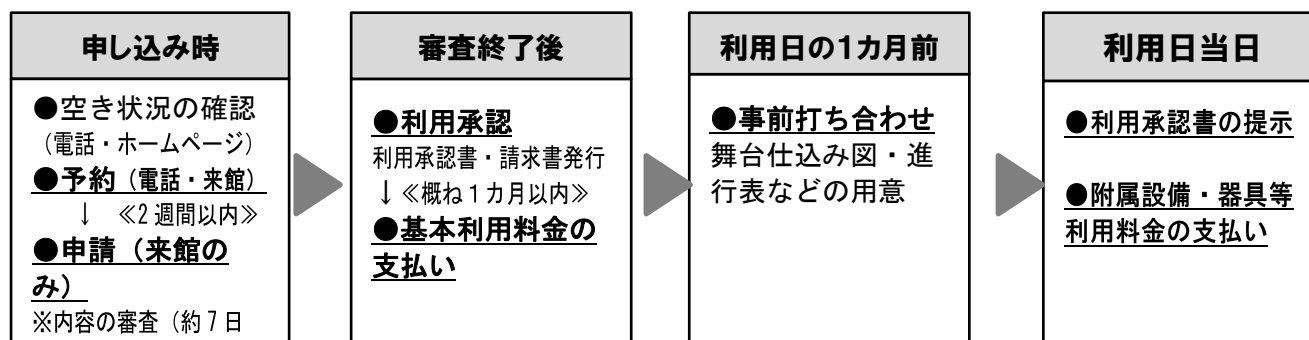 申し込み時
●空き状況の確認
（電話・ホームページ）
●予約（電話・来館）
↓ ≪2週間以内≫
●申請（来館の
み）
※内容の審査（約7日
審査終了後
●利用承認
利用承認書・請求書発行
↓≪概ね1カ月以内≫
●基本利用料金の
支払い
利用日の1カ月前
●事前打ち合わせ
舞台仕込み図・進
行表などの用意
利用日当日
●利用承認書の提示
●附属設備・器具等
利用料金の支払い